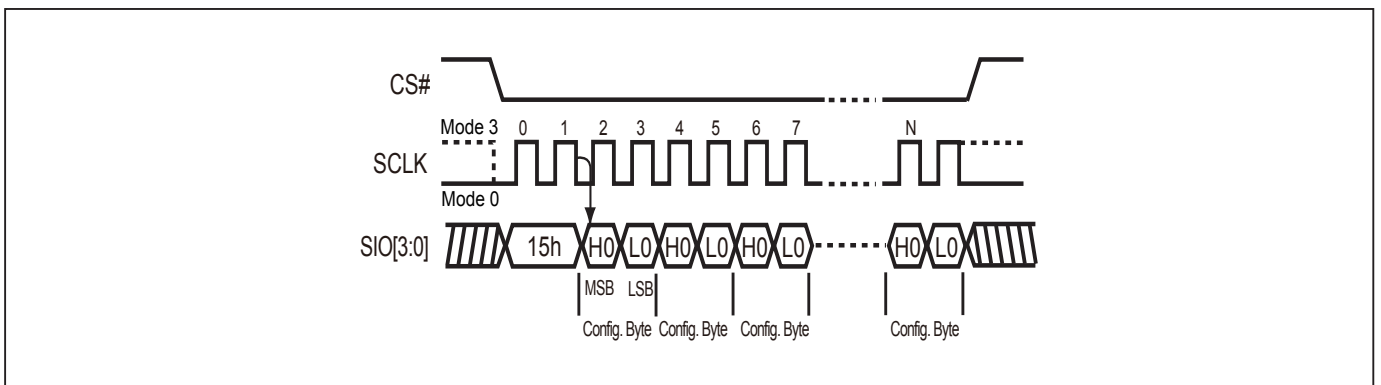 CS#
Mode 3 0 1 2 3 4 5 6 7 N
SCLK
Mode 0
SIO[3:0] 15h H0 L0 H0 L0 H0 L0 H0 L0
MSB LSB
Config. Byte Config. Byte Config. Byte Config. Byte